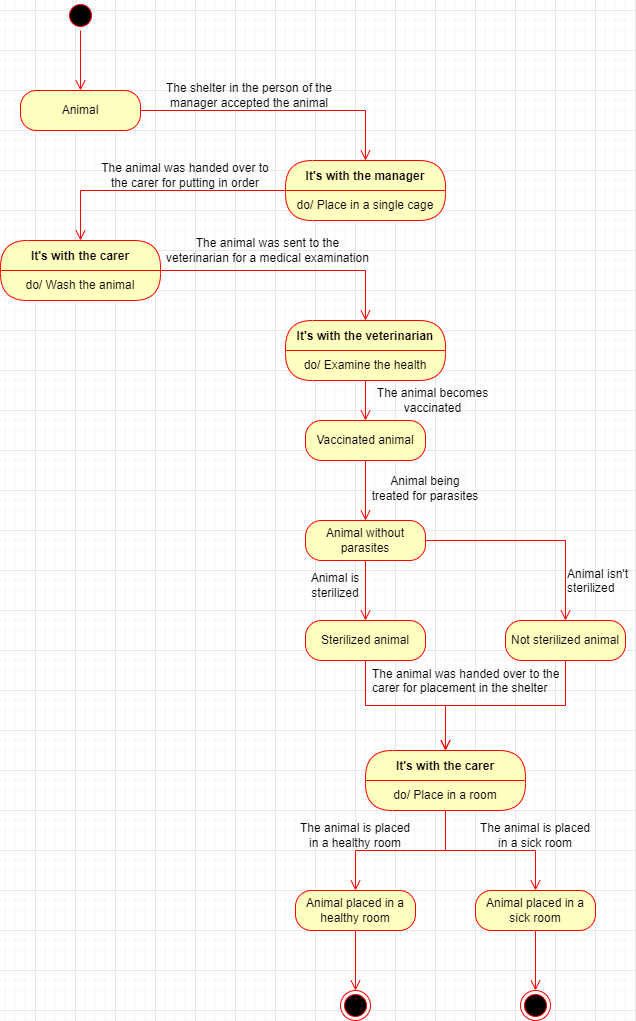 Animal
The shelter in the person of the
manager accepted the animal
It's with the manager
do/ Place in a single cage
The animal was handed over to
the carer for putting in order
It's with the carer
do/ Wash the animal
The animal was sent to the
veterinarian for a medical examination
It's with the veterinarian
do/ Examine the health
The animal becomes
vaccinated
Vaccinated animal
Animal being
treated for parasites
Animal without
parasites
Animal is
sterilized
Animal isn't
sterilized
Sterilized animal
Not sterilized animal
The animal was handed over to the
carer for placement in the shelter
It's with the carer
do/ Place in a room
The animal is placed
in a healthy room
The animal is placed
in a sick room
Animal placed in a
healthy room
Animal placed in a
sick room